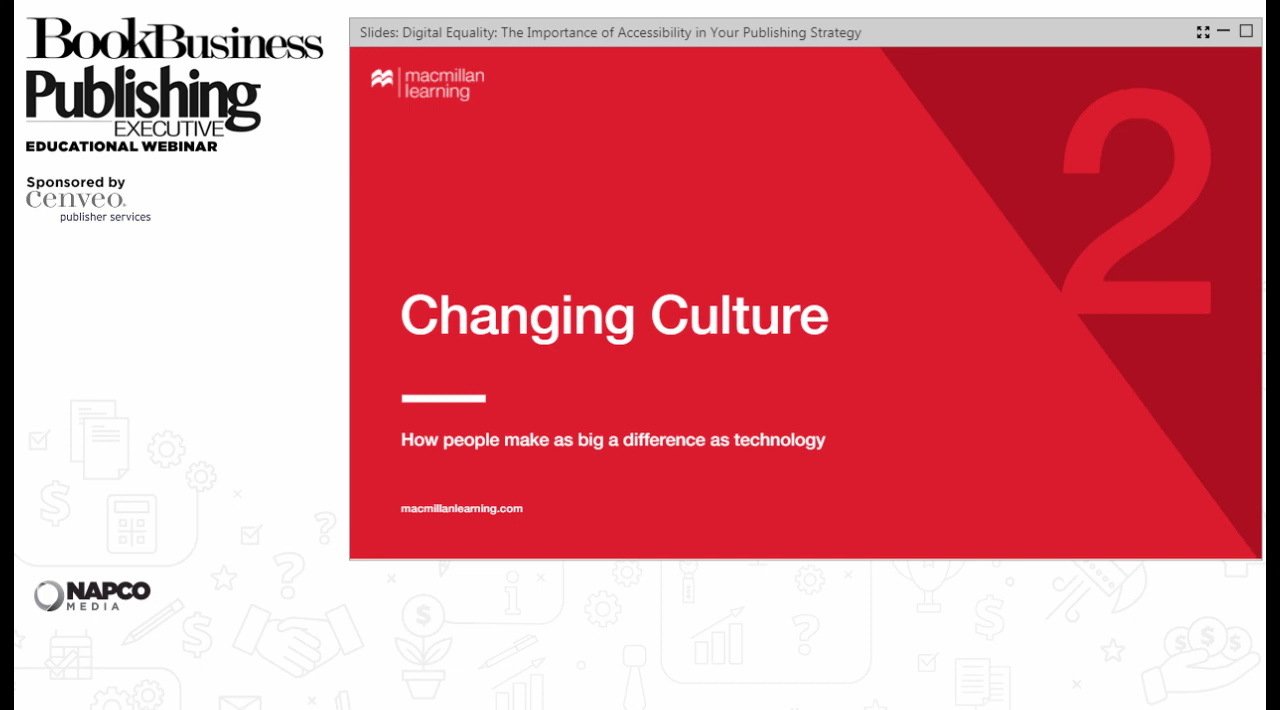 BookBusiness
Publishing
EXECUTIVE
EDUCATIONAL WEBINAR
Sponsored by
cenveo.
publisher services
Slides: Digital Equality: The Importance of Accessibility in Your Publishing Strategy
macmillan
learning
2
Changing Culture
How people make as big a difference as technology
macmillanlearning.com
NAPCO
MEDIA